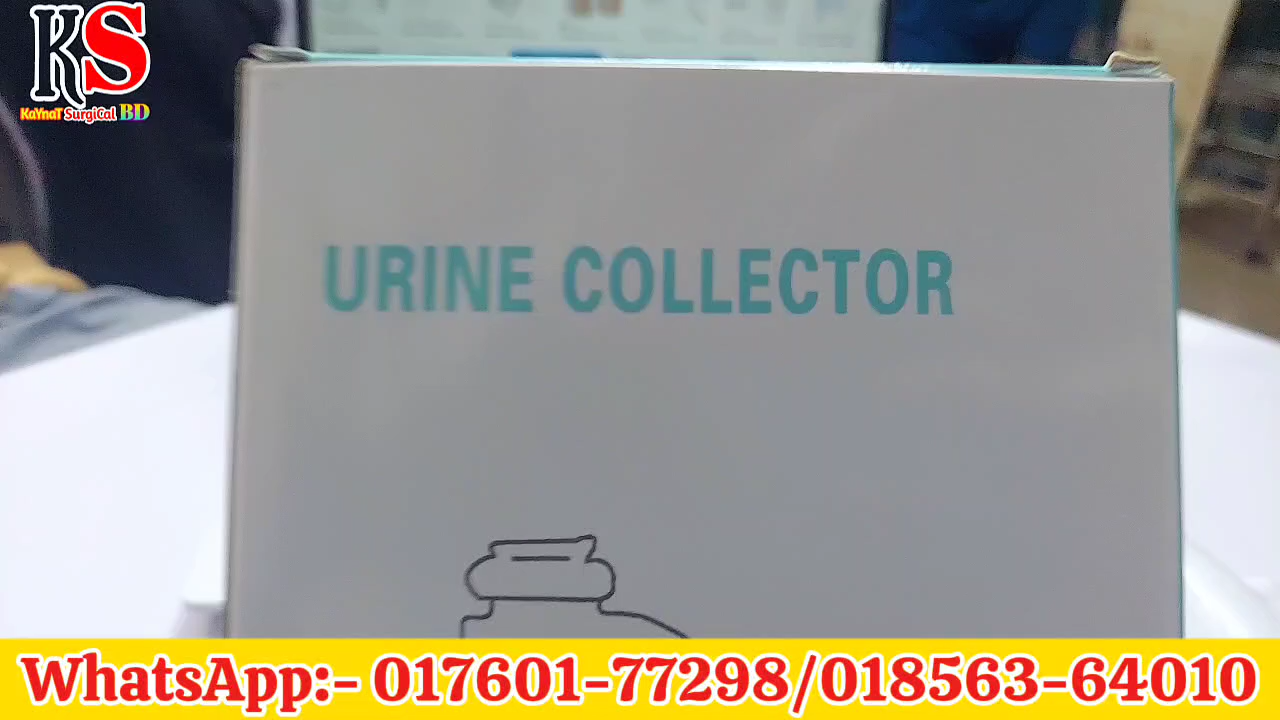 KS
KaYnaT SurgiCal BD
URINE COLLECTOR
WhatsApp:- 017601-77298/018563-64010